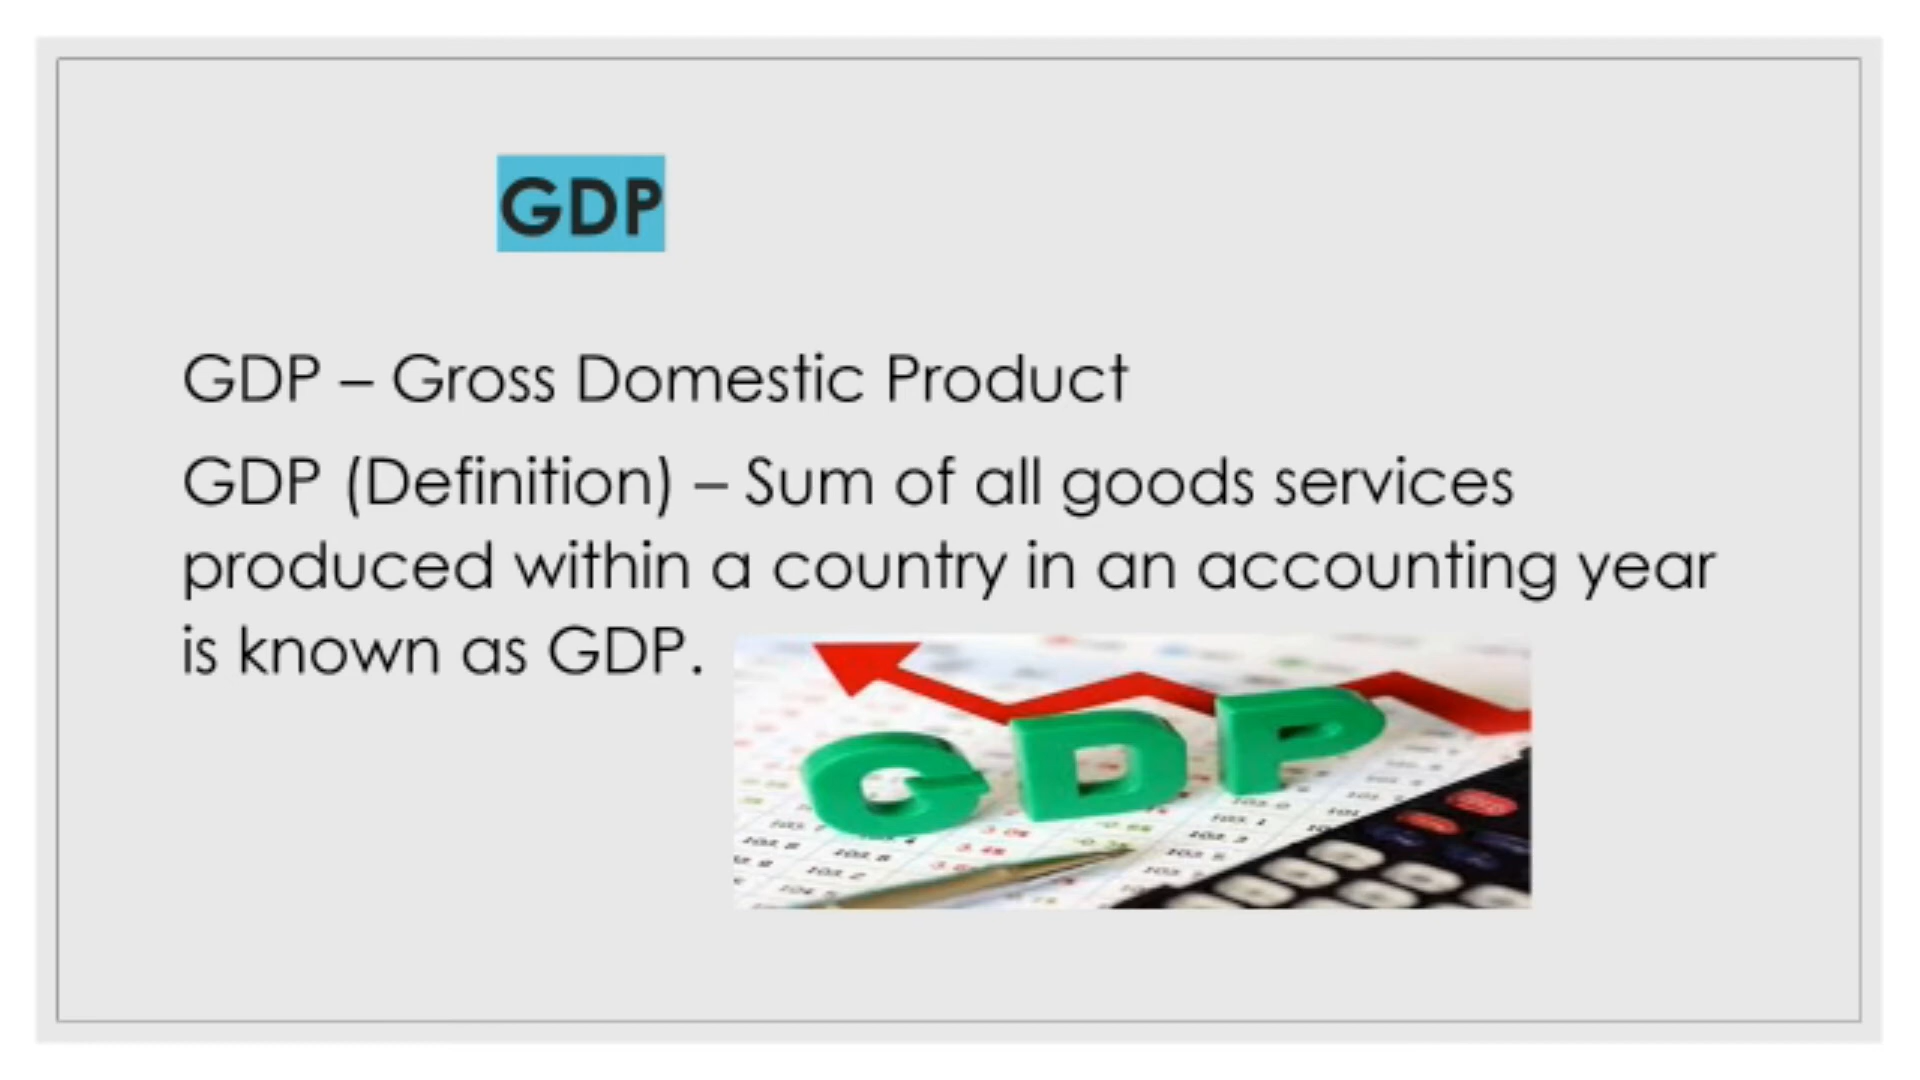 GDP
GDP – Gross Domestic Product
GDP (Definition) – Sum of all goods services
produced within a country in an accounting year
is known as GDP.
GDP